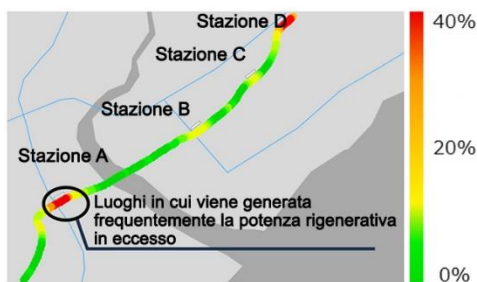 Stazione D
40%
Stazione C
Stazione B
20%
Stazione A
Luoghi in cui viene generata
frequentemente la potenza rigenerativa
in eccesso
0%